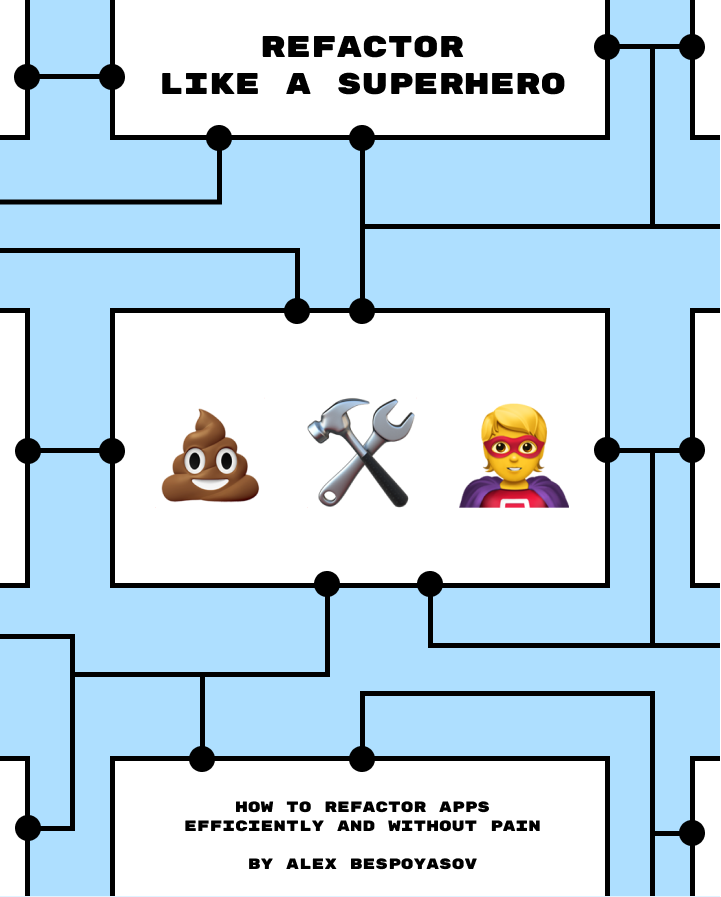 REFACTOR
LIKE A SUPERHERO
HOW TO REFACTOR APPS
EFFICIENTLY AND WITHOUT PAIN
BY ALEX BESPOYASOV